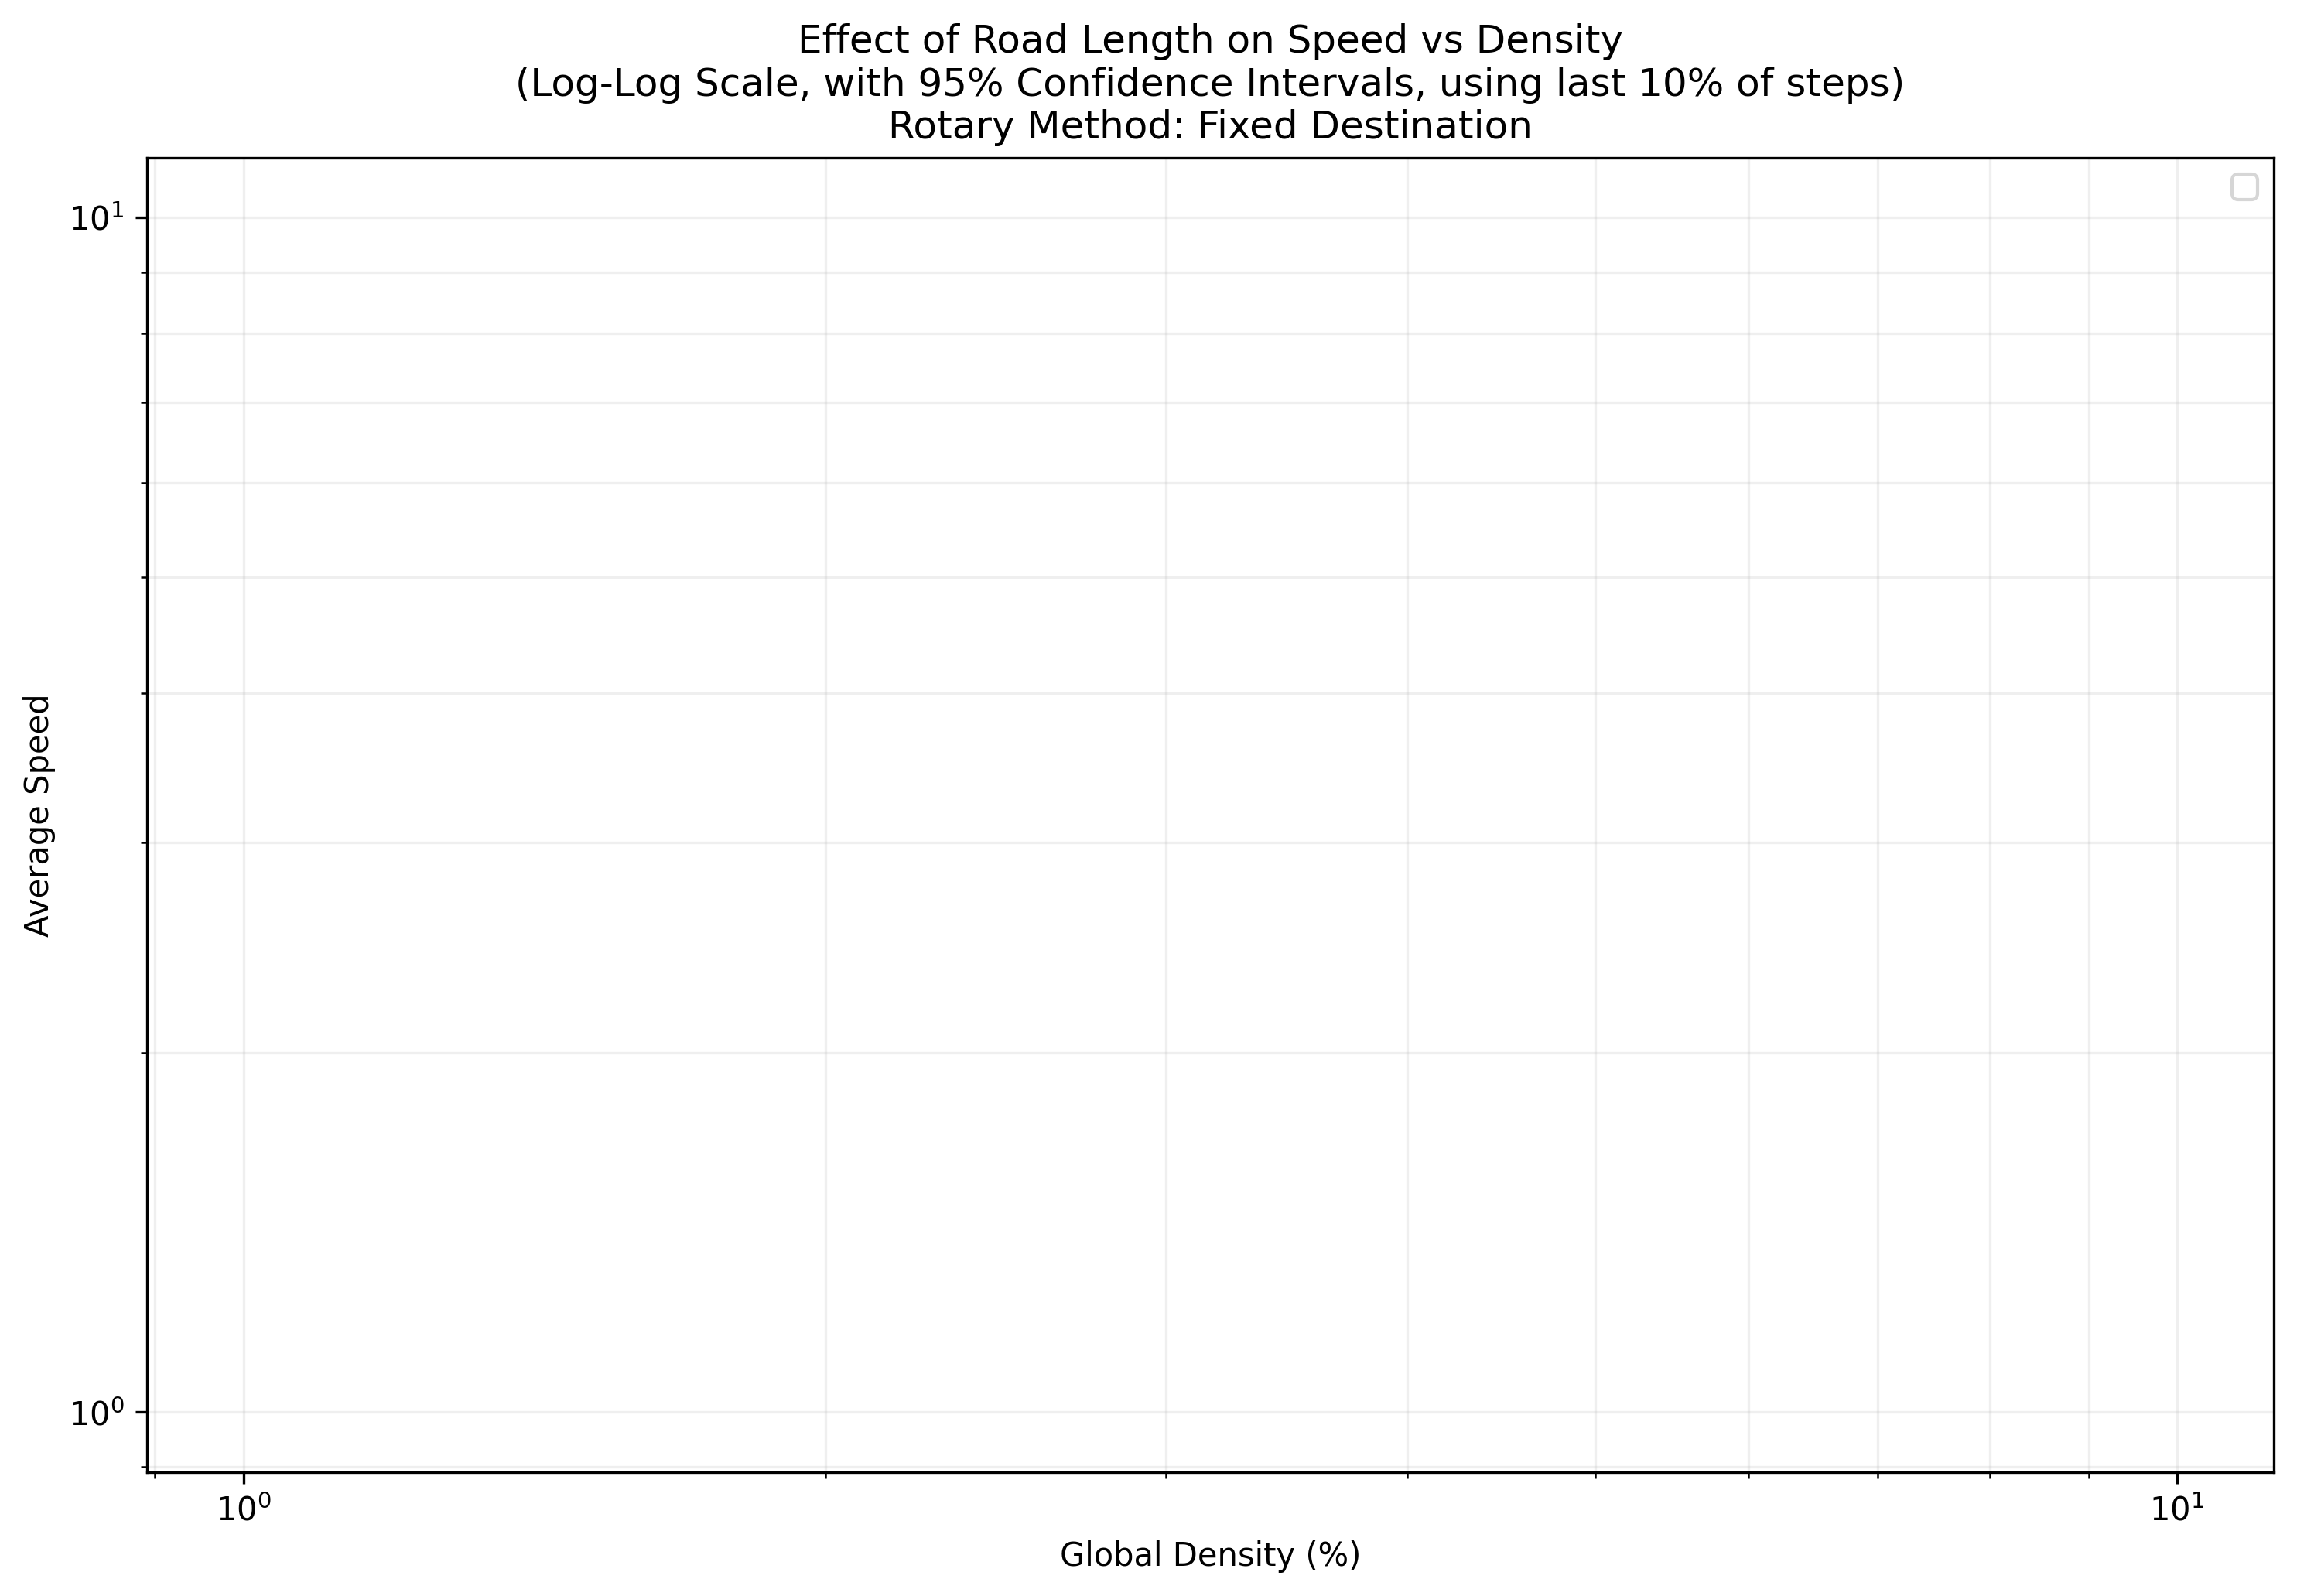 Effect of Road Length on Speed vs Density
(Log-Log Scale, with 95% Confidence Intervals, using last 10% of steps)
Rotary Method: Fixed Destination
10¹
Average Speed
10⁰
10⁰ 10¹
Global Density (%)